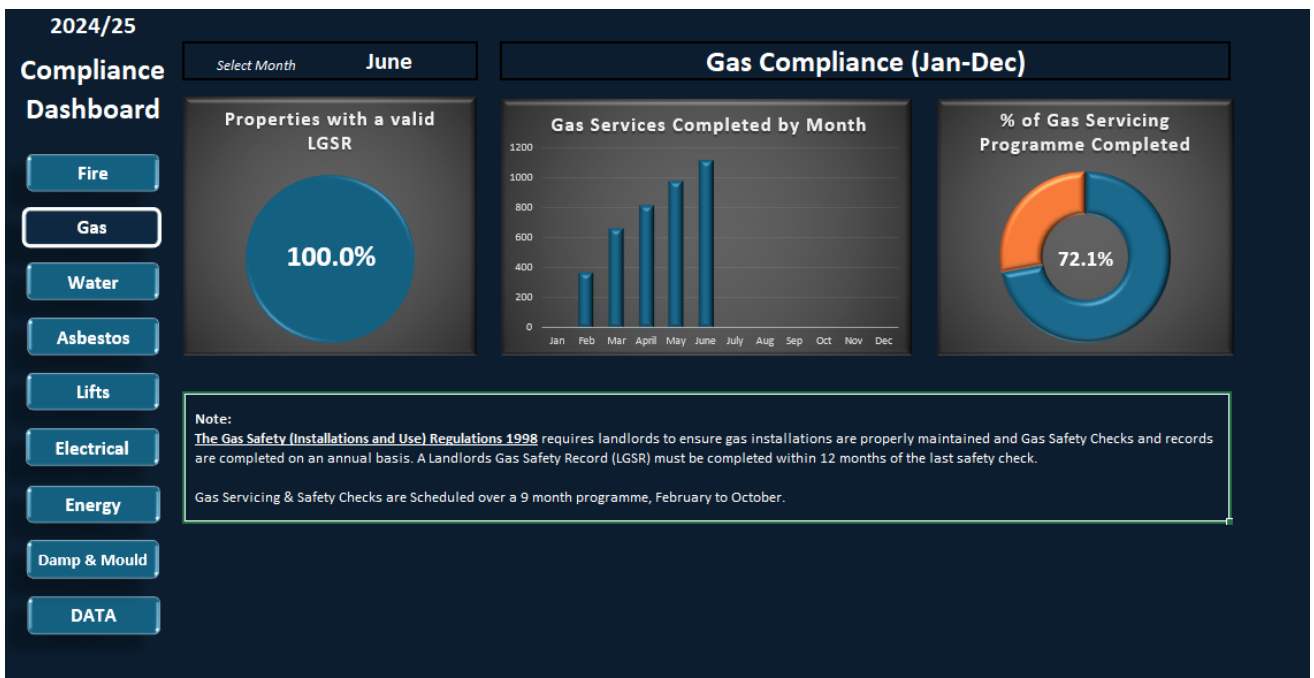 2024/25
Compliance
Dashboard
Fire
Gas
Water
Asbestos
Lifts
Electrical
Energy
Damp & Mould
DATA
Select Month June
Gas Compliance (Jan-Dec)
Properties with a valid
LGSR
100.0%
Gas Services Completed by Month
1200
1000
800
600
400
200
0
Jan Feb Mar April May June July Aug Sep Oct Nov Dec
% of Gas Servicing
Programme Completed
72.1%
Note:
The Gas Safety (Installations and Use) Regulations 1998 requires landlords to ensure gas installations are properly maintained and Gas Safety Checks and records
are completed on an annual basis. A Landlords Gas Safety Record (LGSR) must be completed within 12 months of the last safety check.
Gas Servicing & Safety Checks are Scheduled over a 9 month programme, February to October.